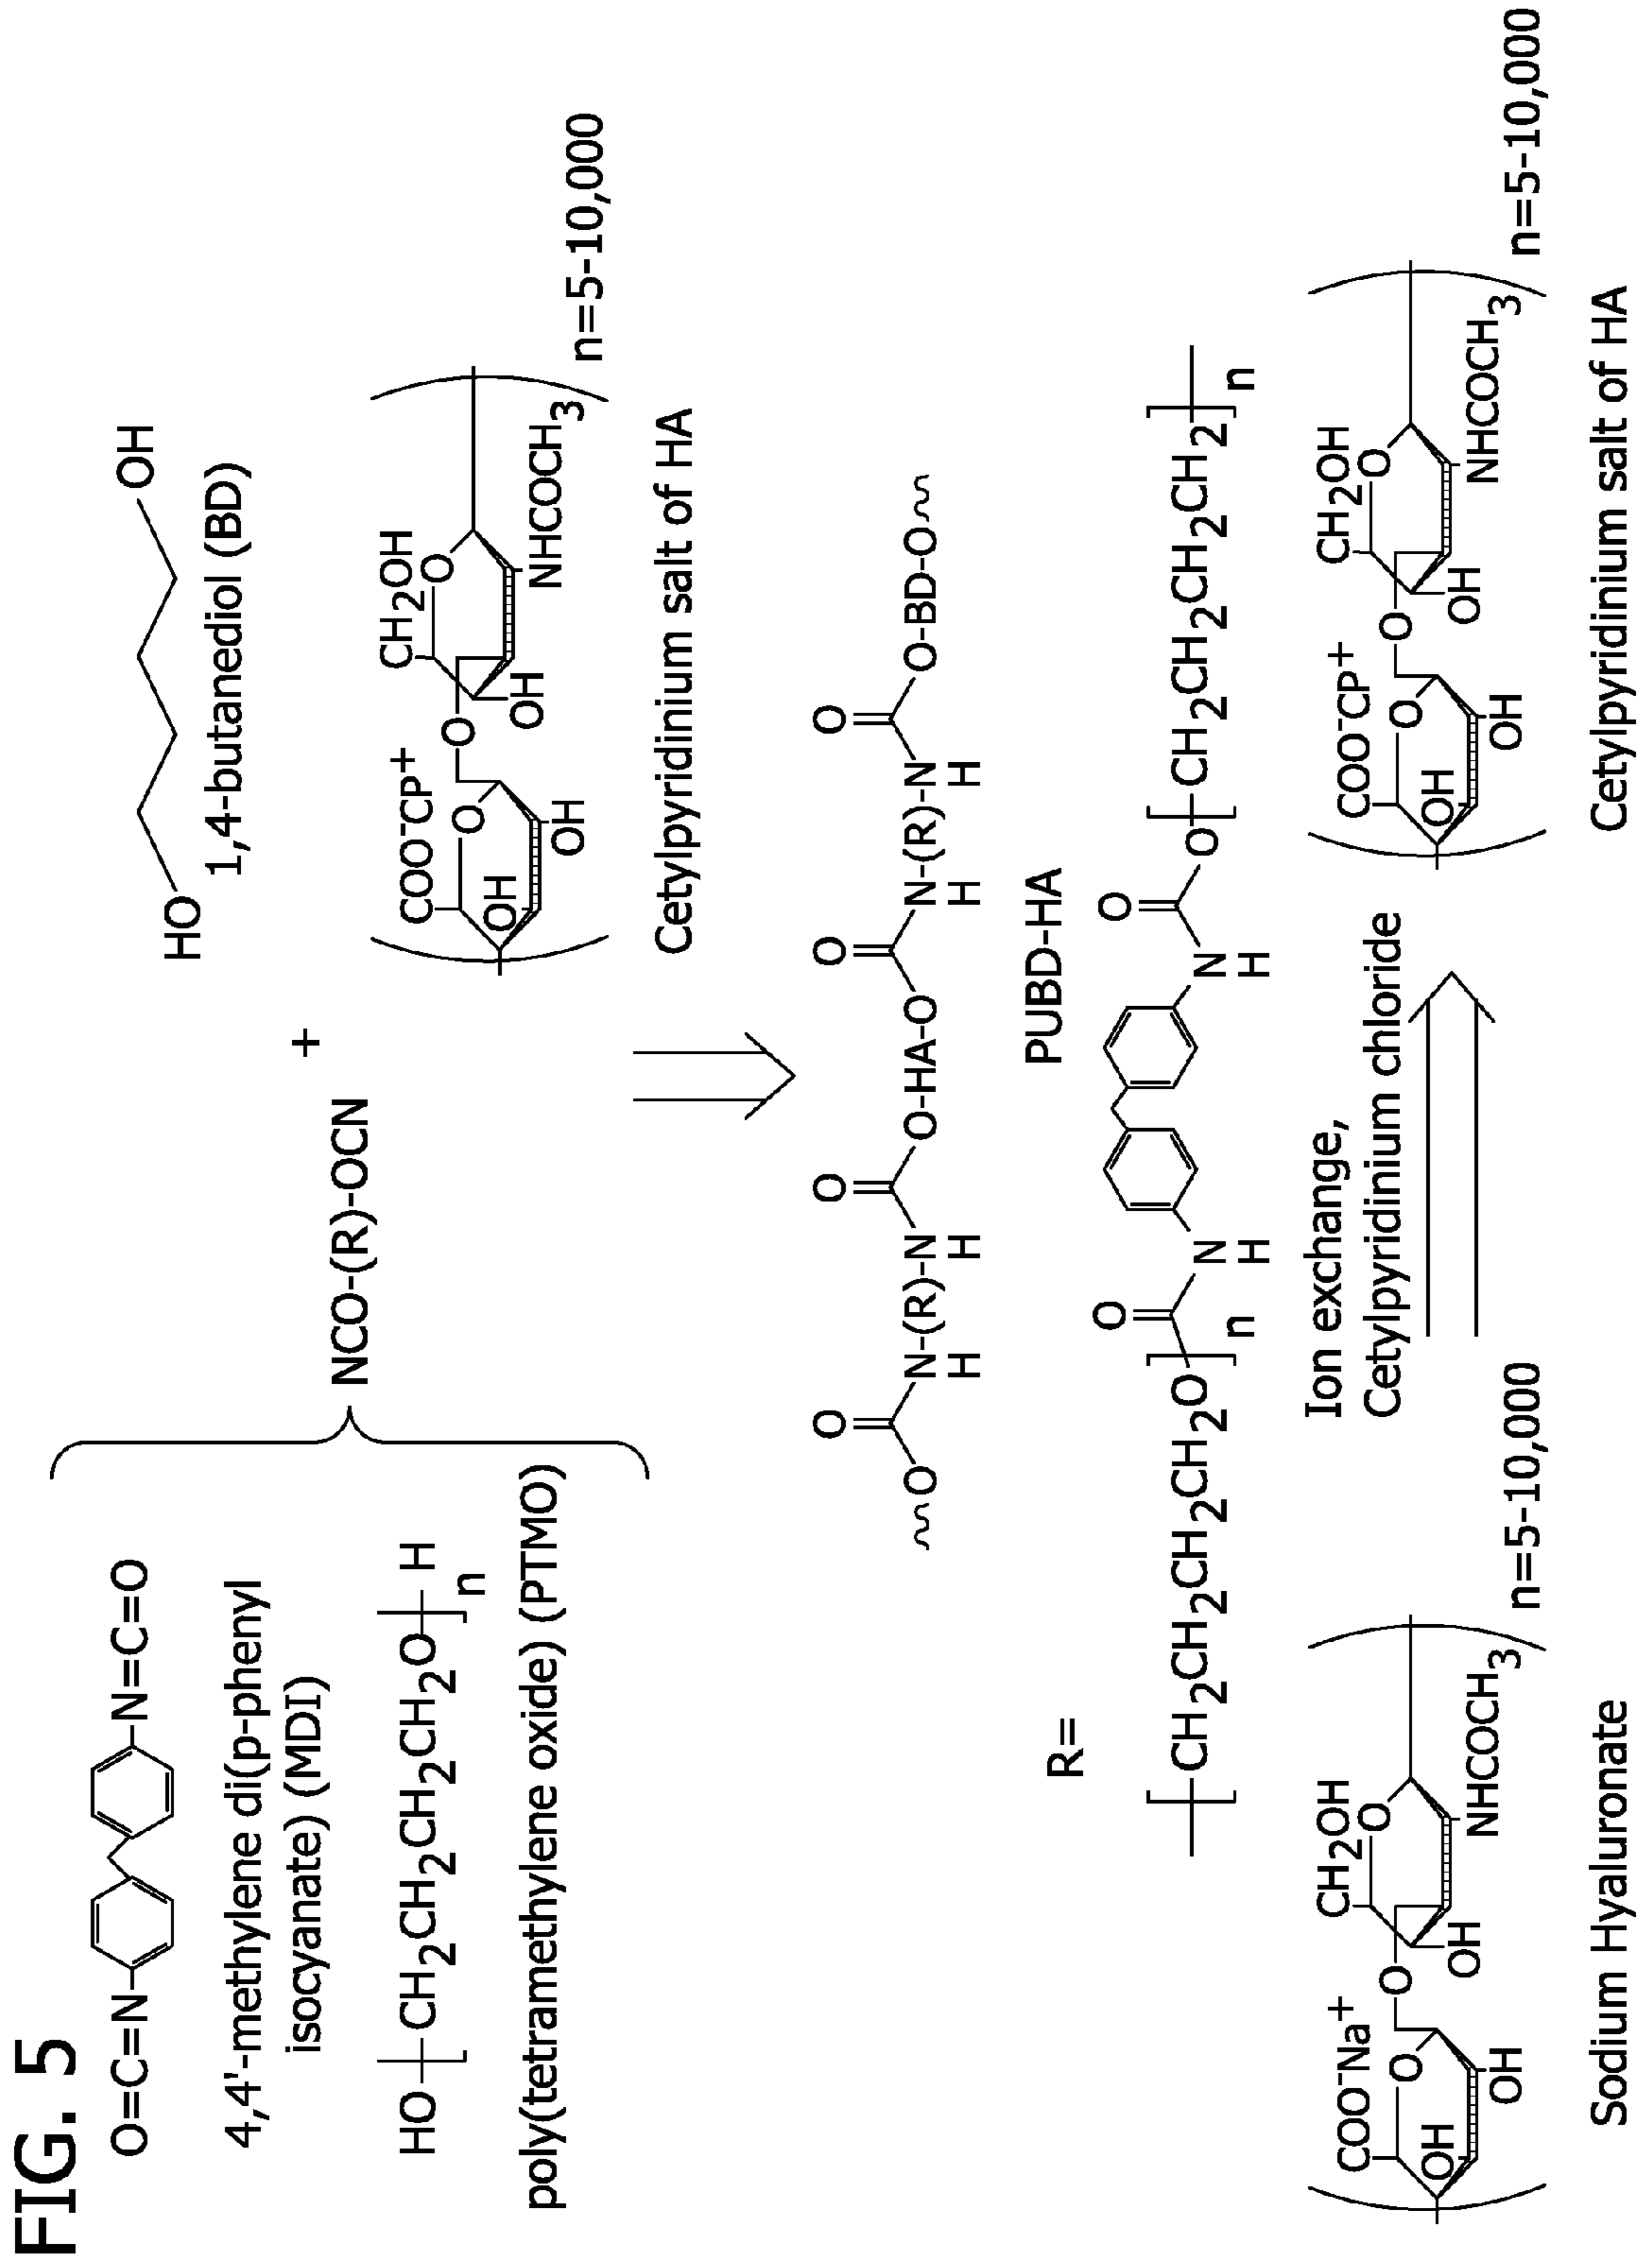 FIG. 5
O=C=N
N=C=O
4,4'-methylene di(p-phenyl
isocyanate) (MDI)
HO CH2CH2CH2CH2O H
n
poly(tetramethylene oxide) (PTMO)
NCO-(R)-OCN
+
HO
OH
1,4-butanediol (BD)
COO-CP+
O
OH
OH
O
CH2OH
O
OH
NHCOCH3
n=5-10,000
Cetylpyridinium salt of HA
O O O O
O N-(R)-N O-HA-O N-(R)-N O-BD-O
H H H H
PUBD-HA
R=
O O
CH2CH2CH2CH2O N N O CH2CH2CH2CH2
n H H n
Ion exchange,
Cetylpyridinium chloride
COO-Na+
O
OH
OH
O
CH2OH
O
OH
NHCOCH3
n=5-10,000
Sodium Hyaluronate
COO-CP+
O
OH
OH
O
CH2OH
O
OH
NHCOCH3
n=5-10,000
Cetylpyridinium salt of HA